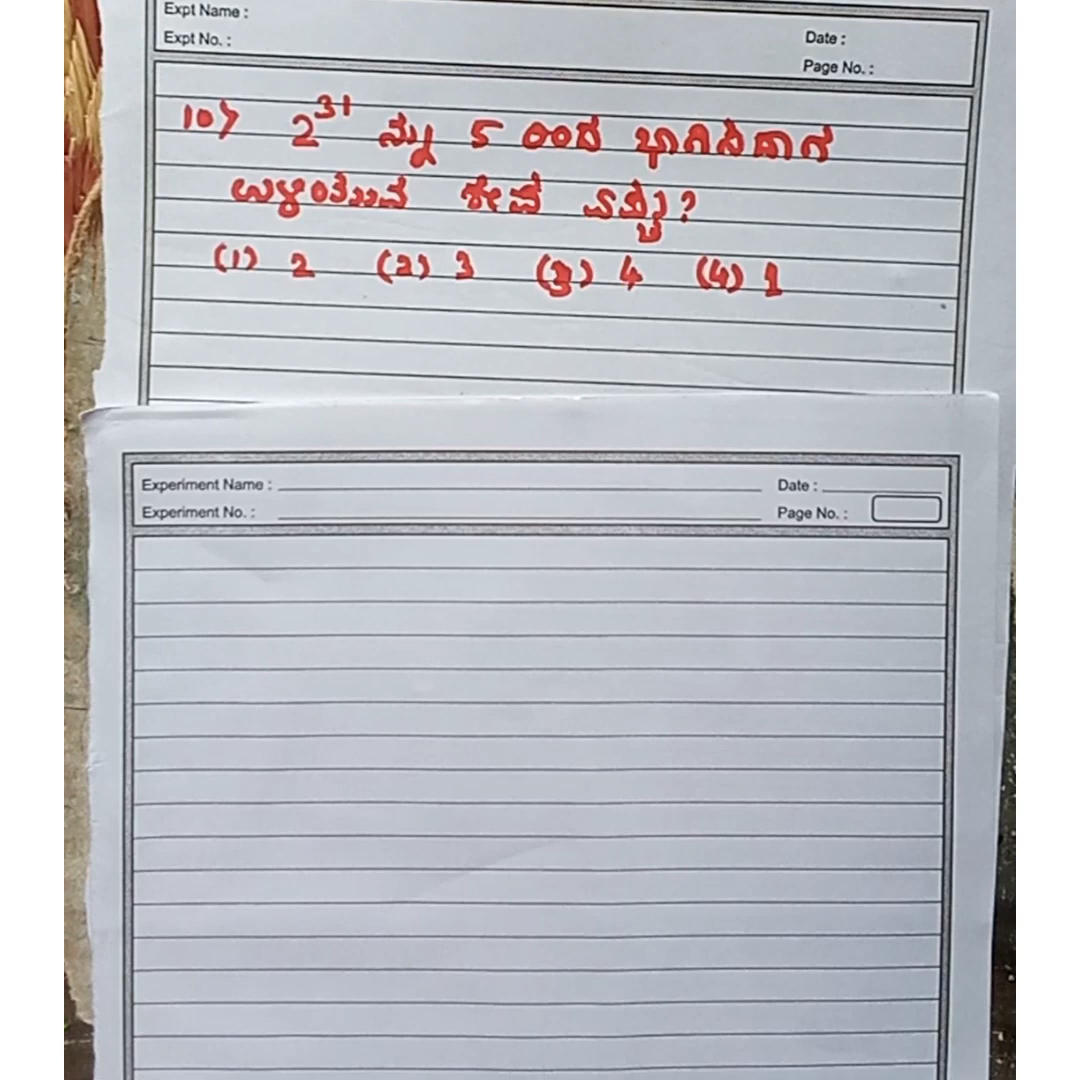 Expt Name :
Expt No. :
Date :
Page No. :
10> 2³¹ ನ್ನು 5 ರಿಂದ ಭಾಗಿಸಿದಾಗ
ಉಳಿಯುವ ಶೇಷ ಎಷ್ಟು?
(1) 2 (2) 3 (3) 4 (4) 1
Experiment Name :
Date :
Experiment No. :
Page No. :